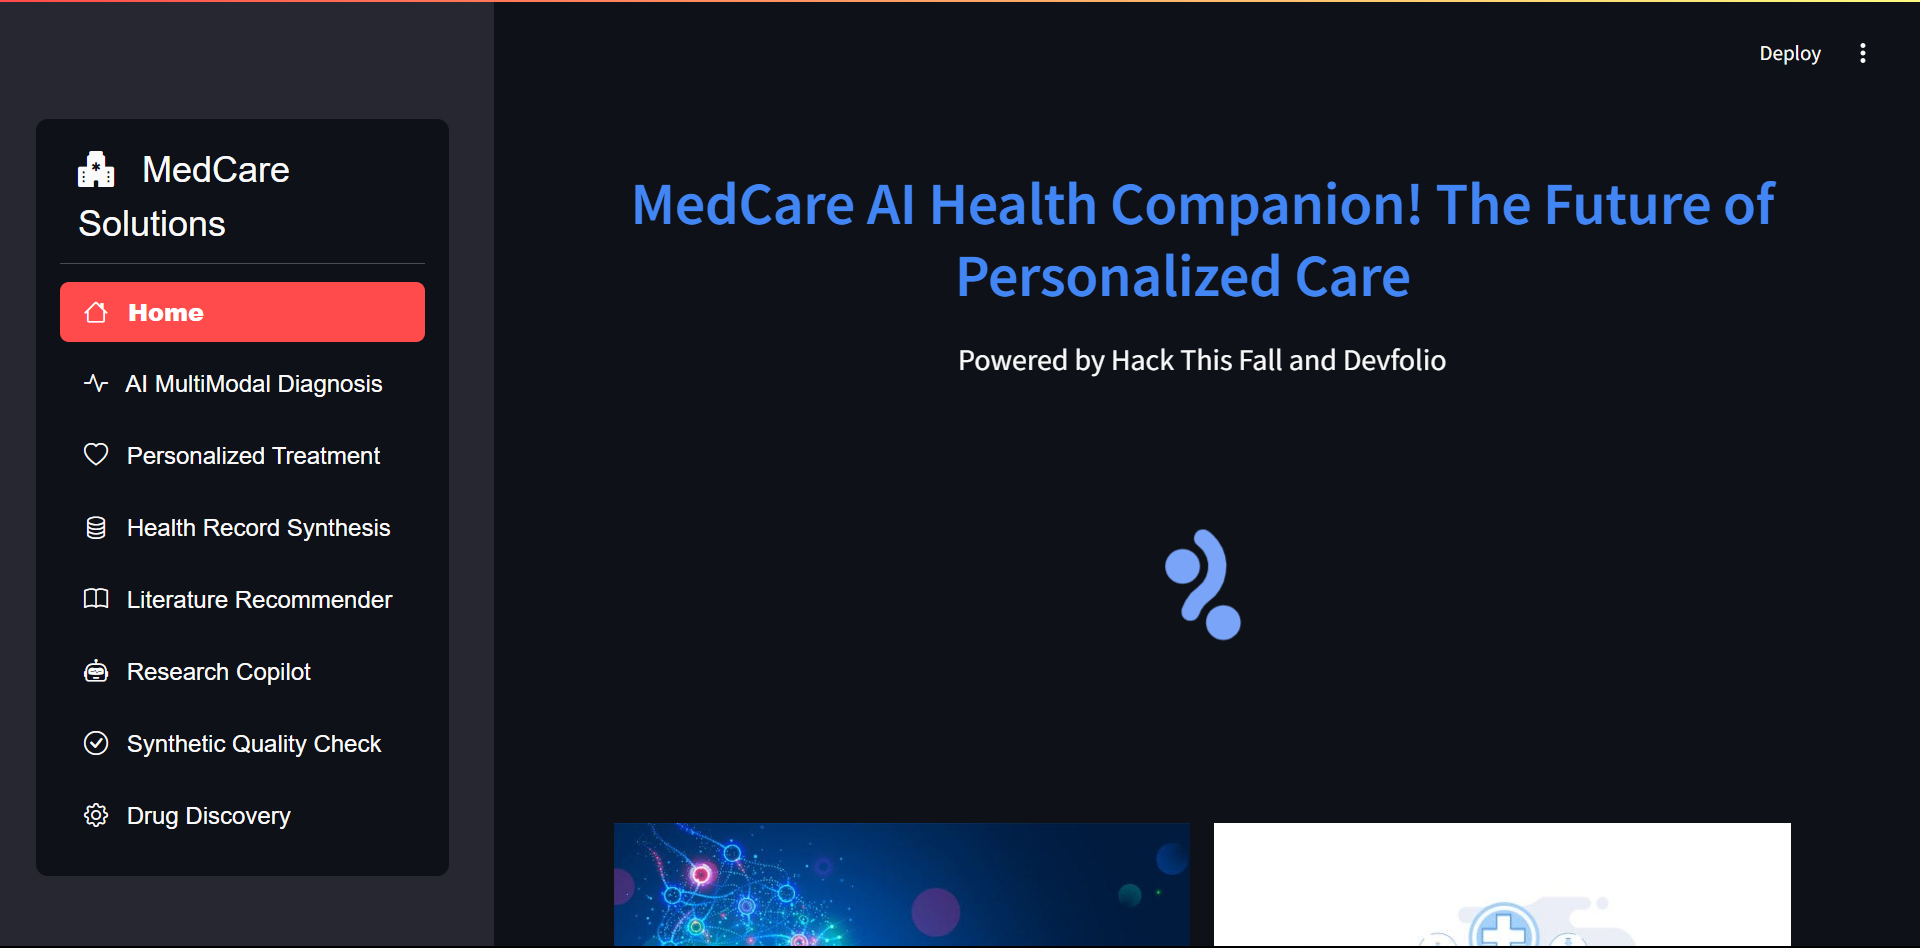 Deploy
MedCare
Solutions
Home
AI MultiModal Diagnosis
Personalized Treatment
Health Record Synthesis
Literature Recommender
Research Copilot
Synthetic Quality Check
Drug Discovery
MedCare AI Health Companion! The Future of
Personalized Care
Powered by Hack This Fall and Devfolio